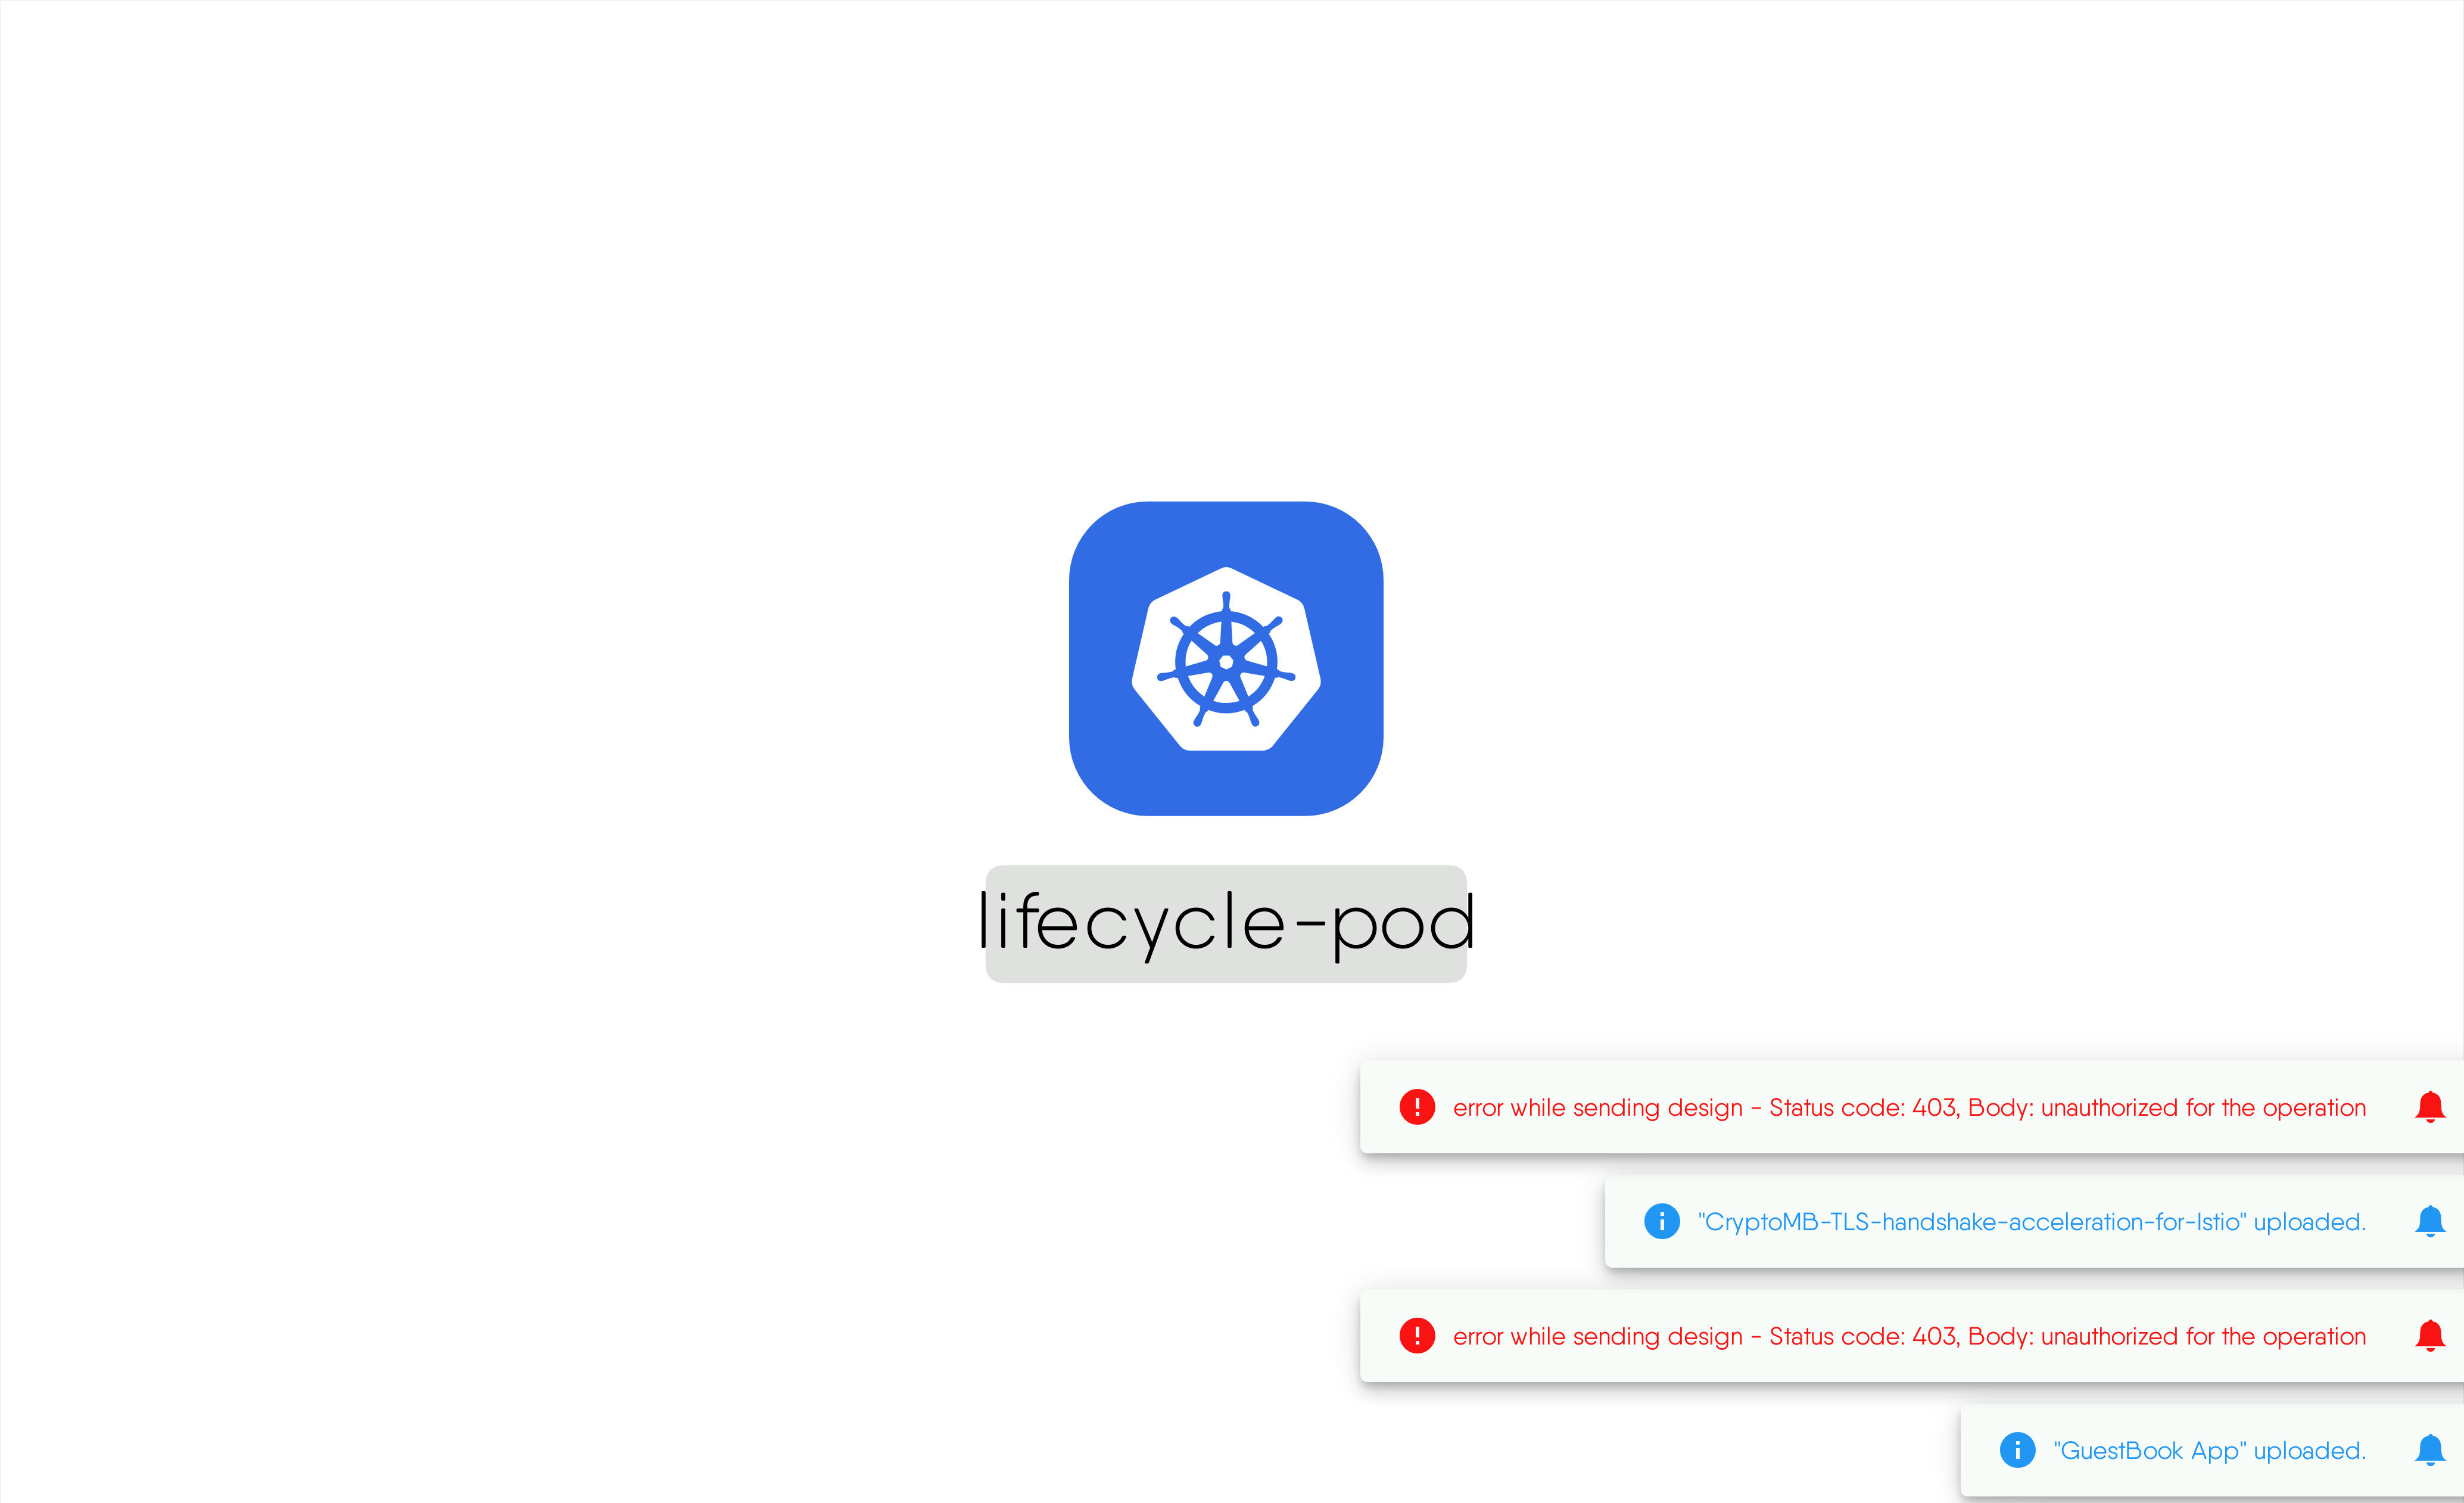 lifecycle-pod
error while sending design - Status code: 403, Body: unauthorized for the operation
"CryptoMB-TLS-handshake-acceleration-for-Istio" uploaded.
error while sending design - Status code: 403, Body: unauthorized for the operation
"GuestBook App" uploaded.